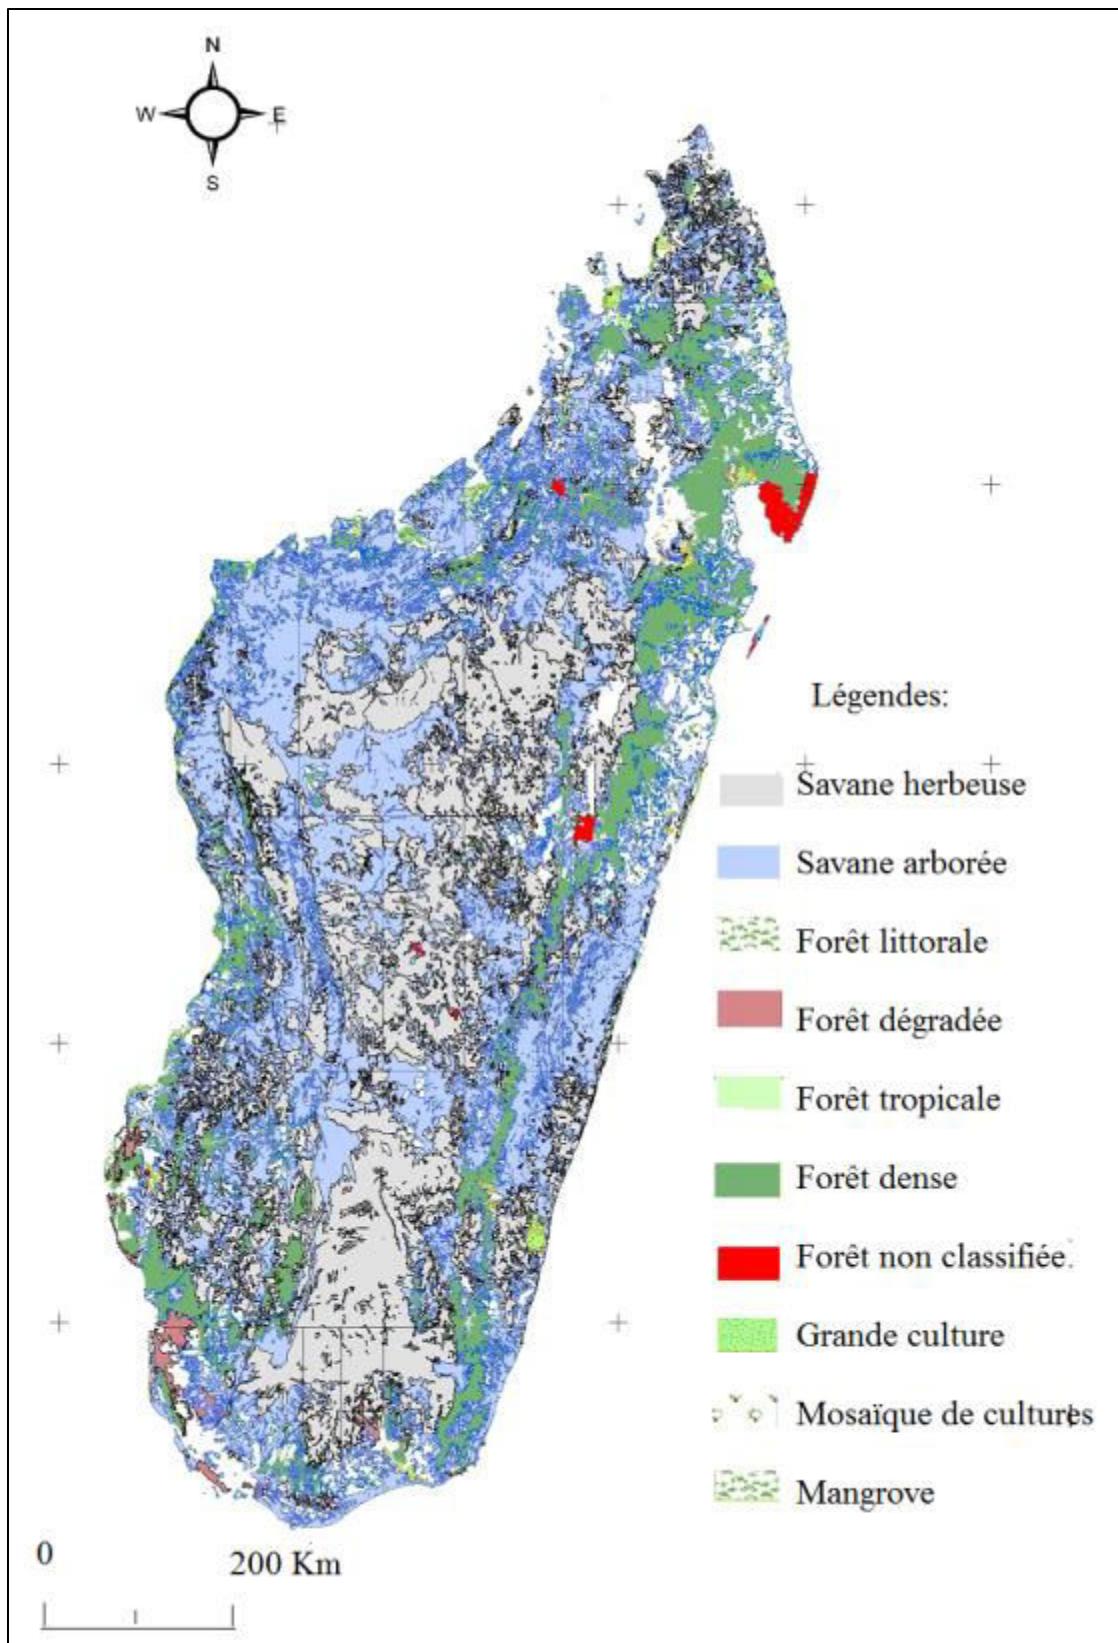 N
W E
S
Légendes:
Savane herbeuse
Savane arborée
Forêt littorale
Forêt dégradée
Forêt tropicale
Forêt dense
Forêt non classifiée
Grande culture
Mosaïque de cultures
Mangrove
0 200 Km